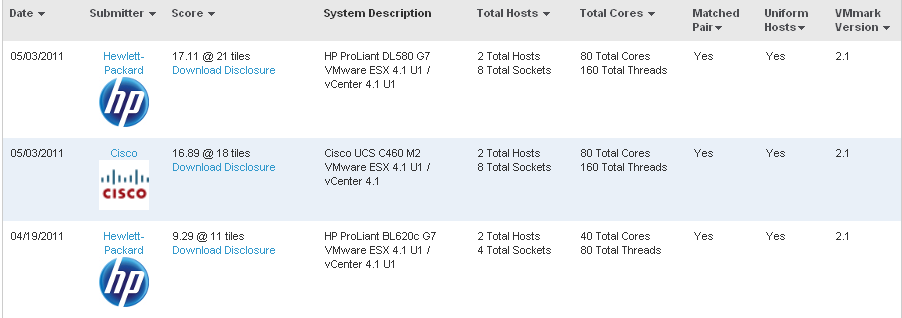 Date Submitter Score System Description Total Hosts Total Cores Matched Pair Uniform Hosts VMmark Version
05/03/2011 Hewlett-Packard 17.11 @ 21 tiles HP ProLiant DL580 G7 2 Total Hosts 80 Total Cores Yes Yes 2.1
Download Disclosure VMware ESX 4.1 U1 / 8 Total Sockets 160 Total Threads
vCenter 4.1 U1
hp
05/03/2011 Cisco 16.89 @ 18 tiles Cisco UCS C460 M2 2 Total Hosts 80 Total Cores Yes Yes 2.1
Download Disclosure VMware ESX 4.1 U1 / 8 Total Sockets 160 Total Threads
vCenter 4.1
CISCO
04/19/2011 Hewlett-Packard 9.29 @ 11 tiles HP ProLiant BL620c G7 2 Total Hosts 40 Total Cores Yes Yes 2.1
Download Disclosure VMware ESX 4.1 U1 / 4 Total Sockets 80 Total Threads
vCenter 4.1 U1
hp